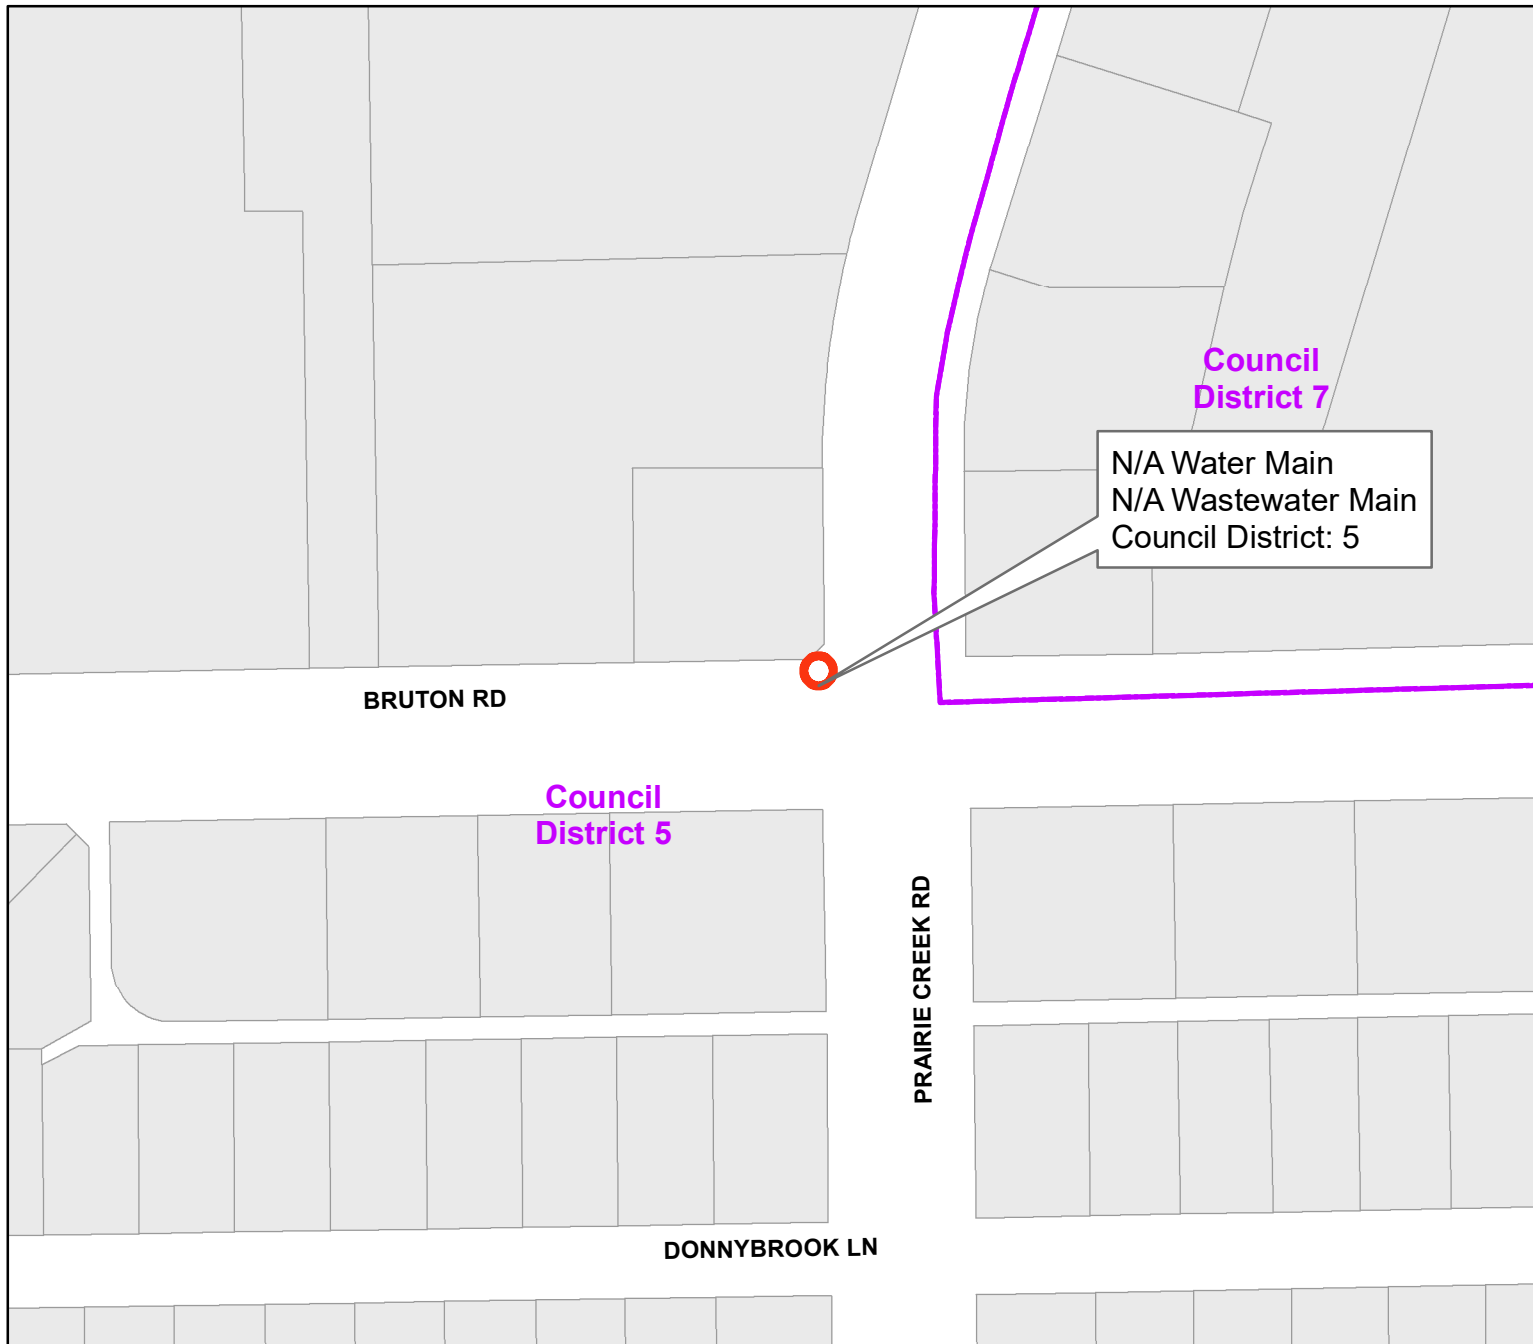 Council
District 7
N/A Water Main
N/A Wastewater Main
Council District: 5
BRUTON RD
Council
District 5
PRAIRIE CREEK RD
DONNYBROOK LN